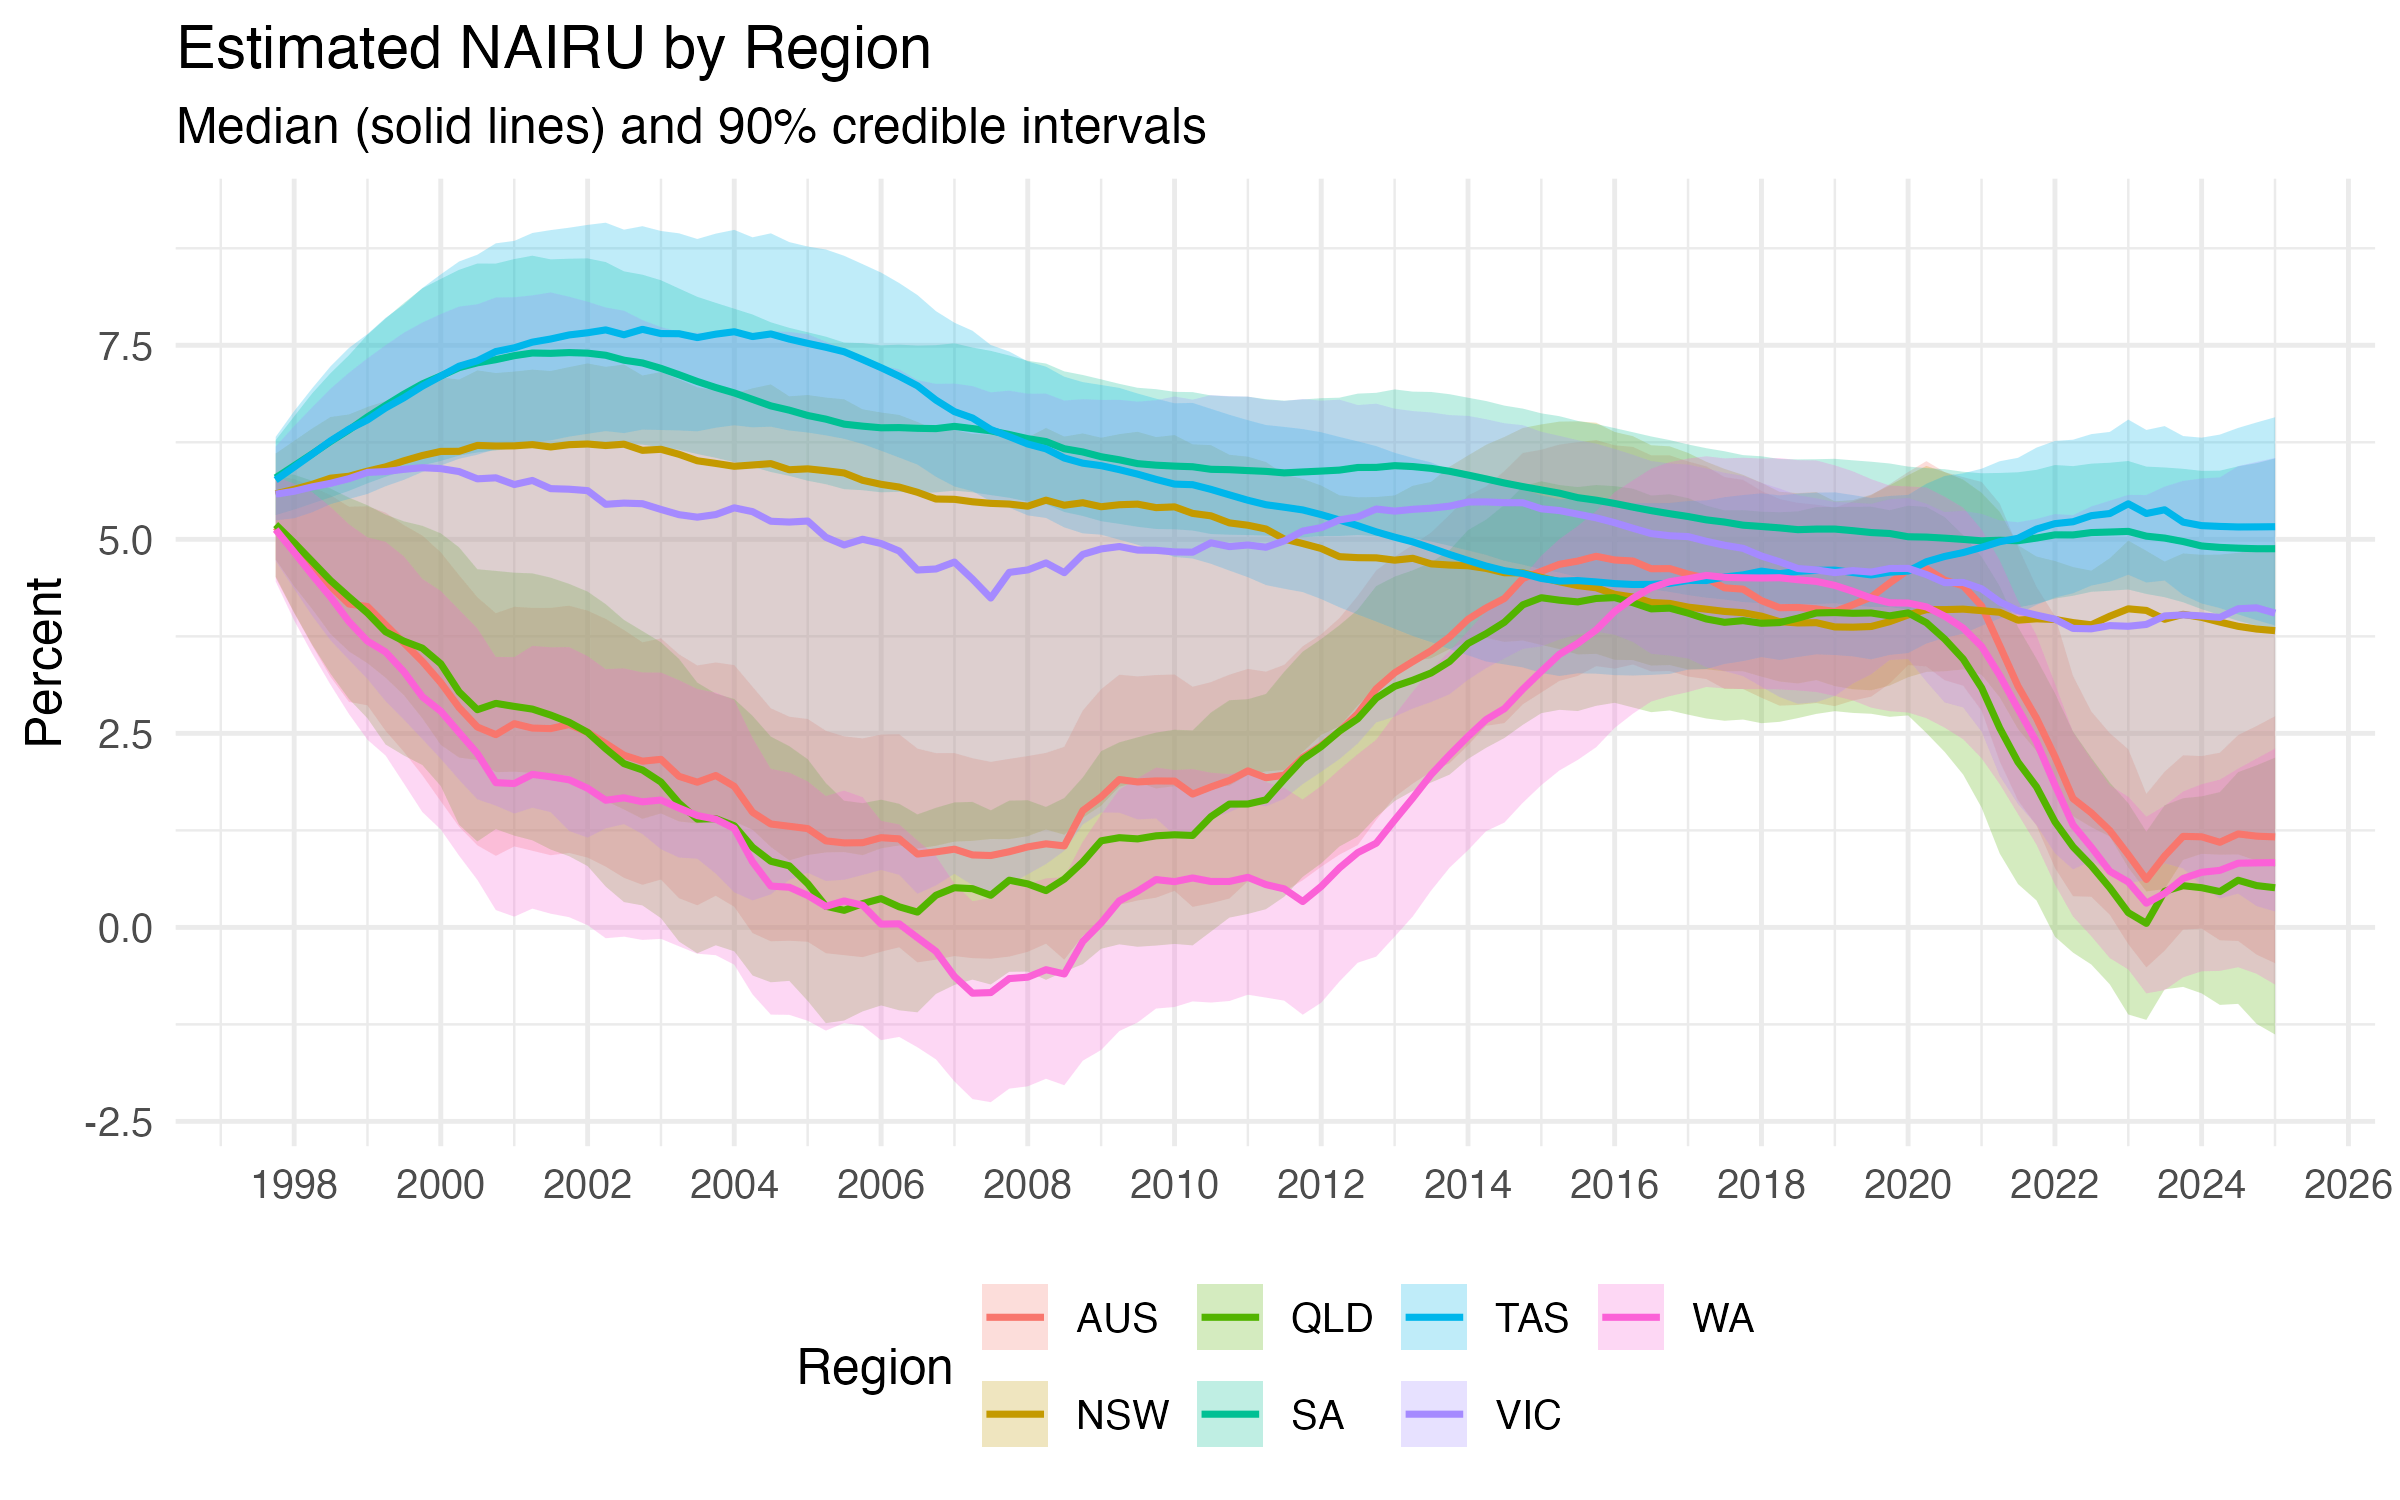 Estimated NAIRU by Region
Median (solid lines) and 90% credible intervals
Percent
7.5
5.0
2.5
0.0
-2.5
1998 2000 2002 2004 2006 2008 2010 2012 2014 2016 2018 2020 2022 2024 2026
Region
AUS QLD TAS WA
NSW SA VIC